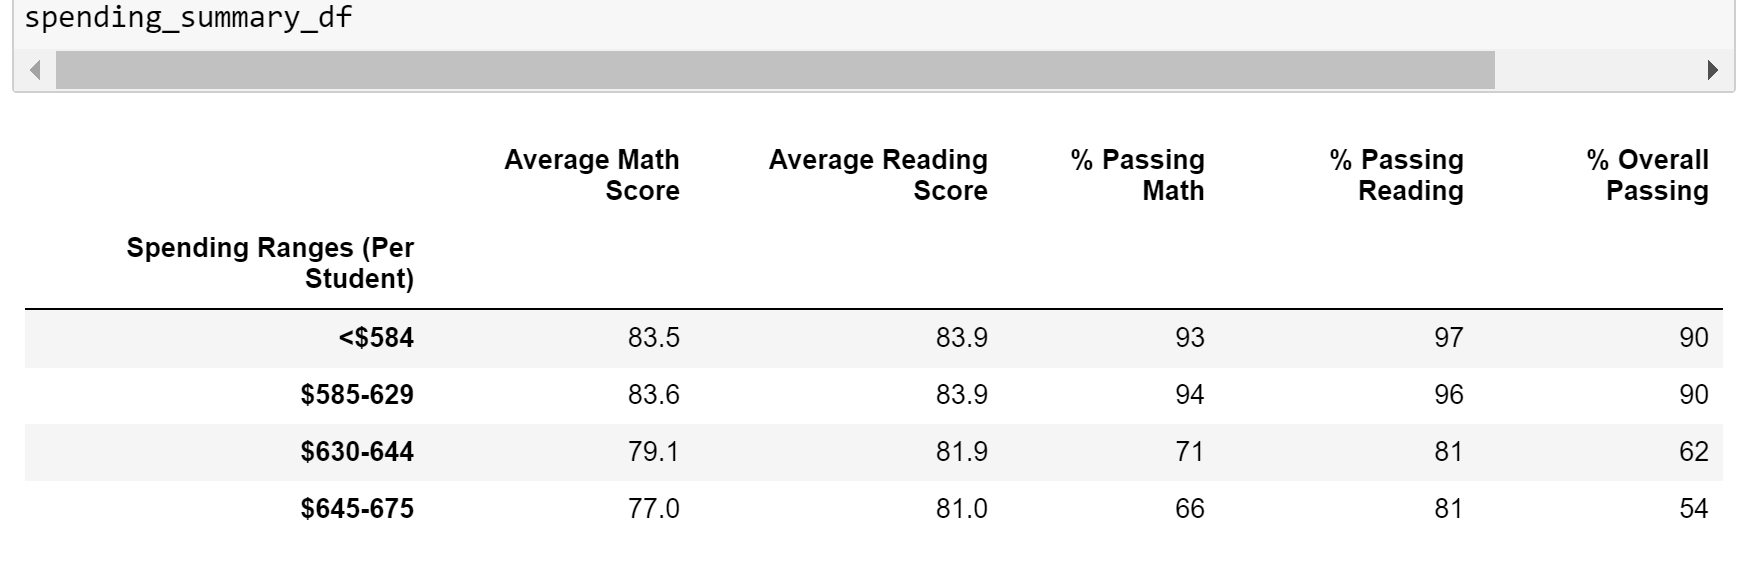 spending_summary_df
Average Math Score Average Reading Score % Passing Math % Passing Reading % Overall Passing
Spending Ranges (Per Student)
<$584 83.5 83.9 93 97 90
$585-629 83.6 83.9 94 96 90
$630-644 79.1 81.9 71 81 62
$645-675 77.0 81.0 66 81 54